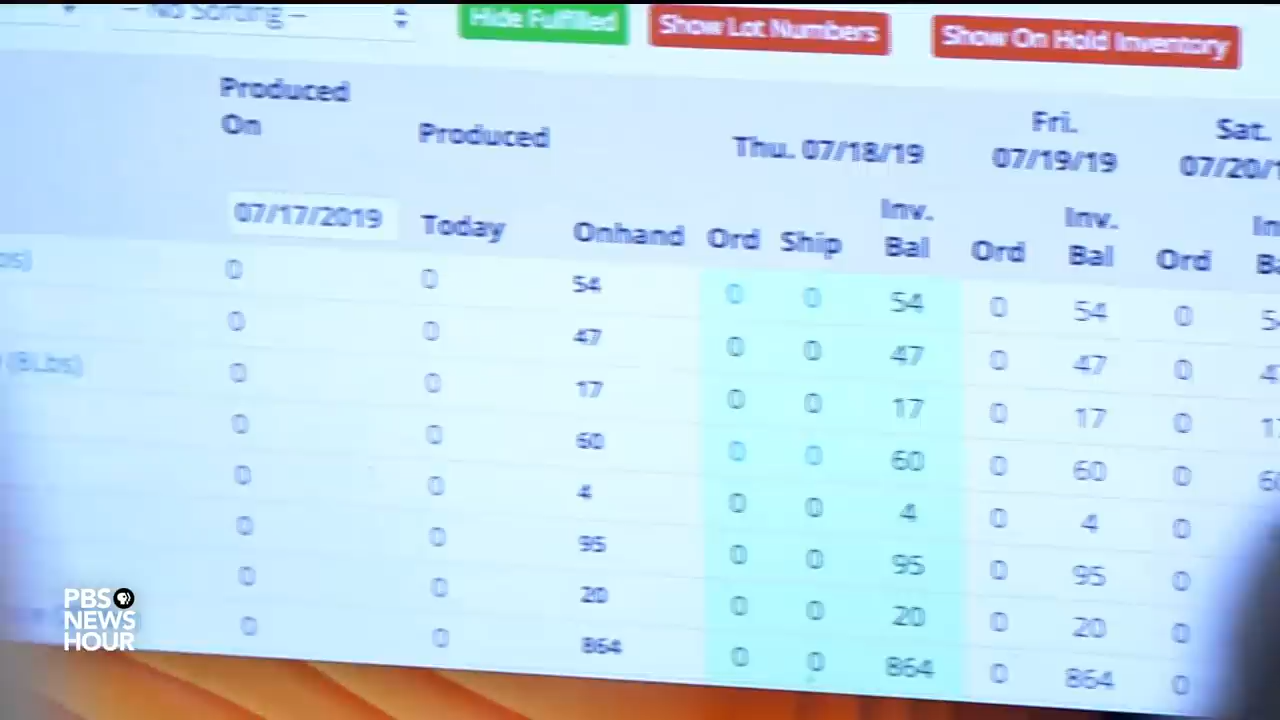 -- No Sorting --
Hide Fulfilled
Show Lot Numbers
Show On Hold Inventory
Produced On
Produced
Thu. 07/18/19
Fri. 07/19/19
Sat.
07/17/2019
Today
Onhand
Ord Ship Inv. Bal
Ord Inv. Bal
Ord
0 0 54 0 0 54 0 54 0
0 0 47 0 0 47 0 47 0
(8Lbs) 0 0 17 0 0 17 0 17 0
0 0 60 0 0 60 0 60 0
0 0 4 0 0 4 0 4 0
0 0 95 0 0 95 0 95 0
0 0 20 0 0 20 0 20 0
0 0 864 0 0 864 0 864 0
PBS
NEWS
HOUR